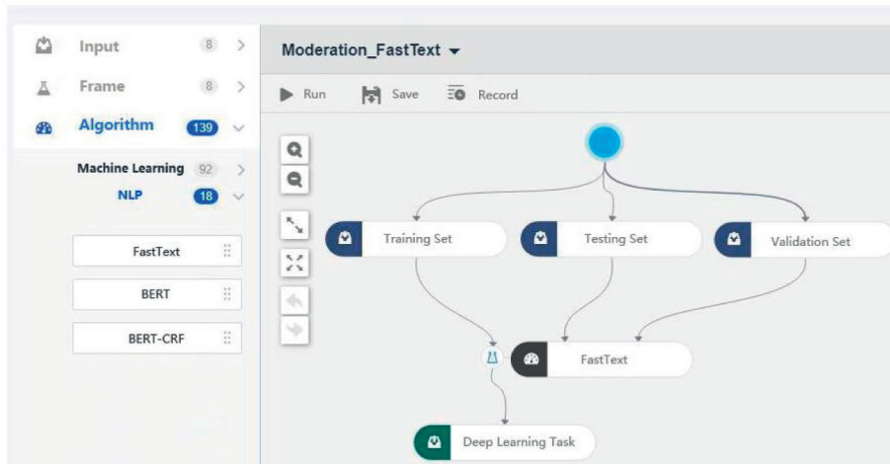 Input 8
Frame 8
Algorithm 139
Machine Learning 92
NLP 18
FastText
BERT
BERT-CRF
Moderation_FastText
Run Save Record
Training Set Testing Set Validation Set
FastText
Deep Learning Task